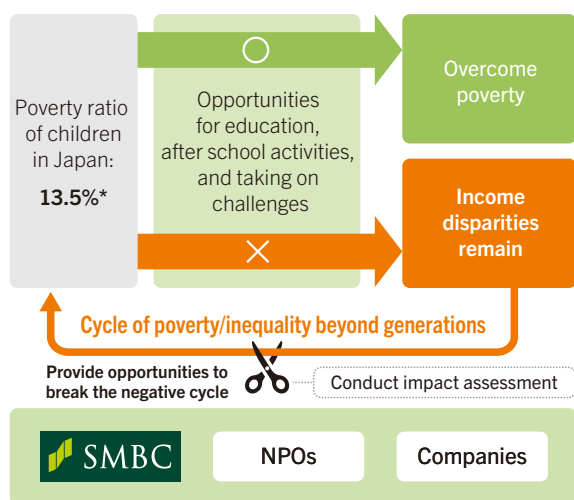 Poverty ratio
of children
in Japan:
13.5%*
Opportunities
for education,
after school activities,
and taking on
challenges
Overcome
poverty
Income
disparities
remain
Cycle of poverty/inequality beyond generations
Provide opportunities to
break the negative cycle
Conduct impact assessment
SMBC
NPOs
Companies